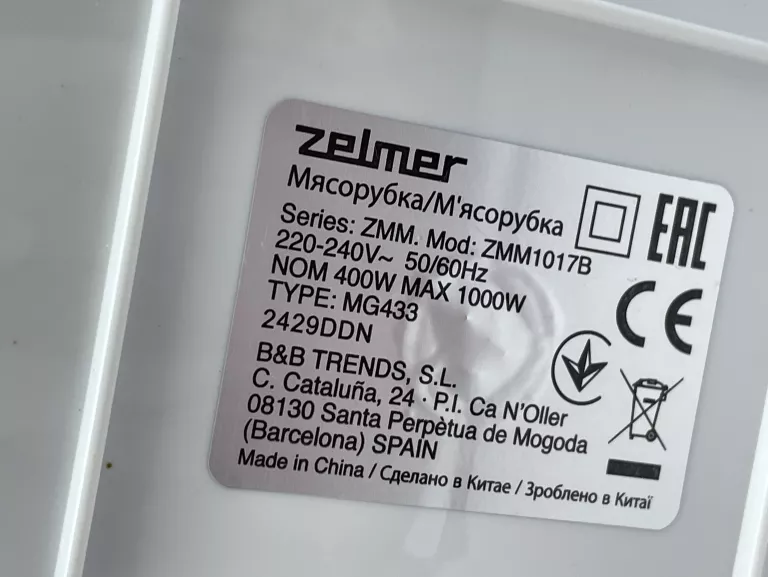 zelmer
Мясорубка/М'ясорубка
Series: ZMM. Mod: ZMM1017B
220-240V~ 50/60Hz
NOM 400W MAX 1000W
TYPE: MG433
2429DDN
B&B TRENDS, S.L.
C. Cataluña, 24 · P.I. Ca N'Oller
08130 Santa Perpètua de Mogoda
(Barcelona) SPAIN
Made in China / Сделано в Китае / Зроблено в Китаї
EAC
CE